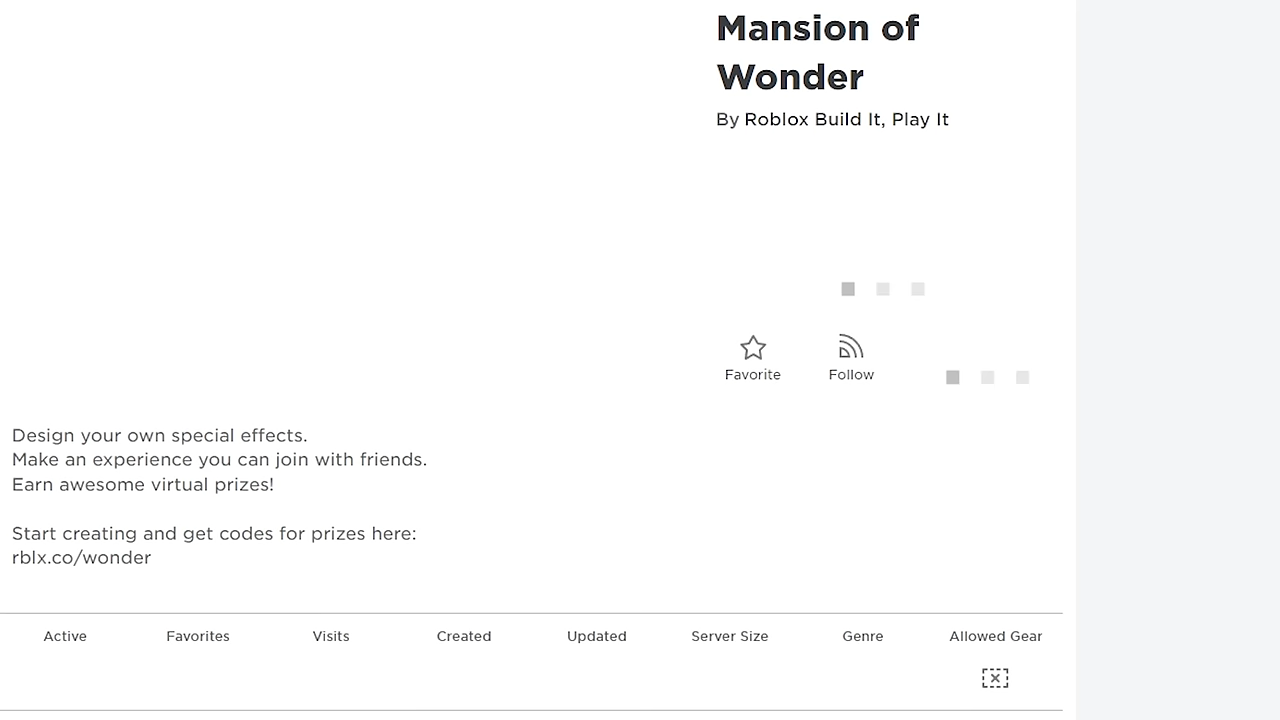 Mansion of
Wonder
By Roblox Build It, Play It
Favorite
Follow
Design your own special effects.
Make an experience you can join with friends.
Earn awesome virtual prizes!
Start creating and get codes for prizes here:
rblx.co/wonder
Active Favorites Visits Created Updated Server Size Genre Allowed Gear